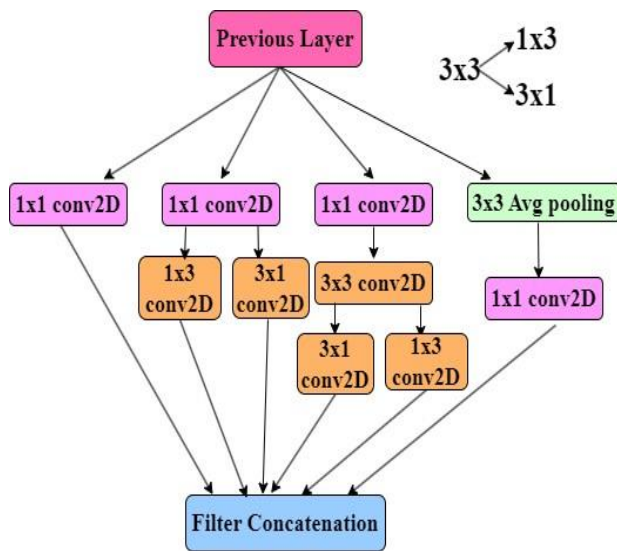 Previous Layer
1x3
3x3
3x1
1x1 conv2D
1x1 conv2D
1x1 conv2D
3x3 Avg pooling
1x3
conv2D
3x1
conv2D
3x3 conv2D
1x1 conv2D
3x1
conv2D
1x3
conv2D
Filter Concatenation